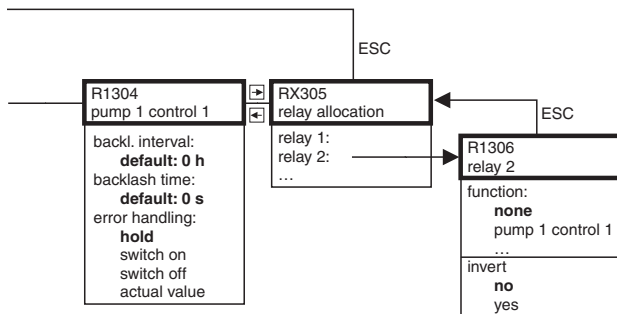 ESC
R1304
pump 1 control 1
backl. interval:
default: 0 h
backlash time:
default: 0 s
error handling:
hold
switch on
switch off
actual value
RX305
relay allocation
relay 1:
relay 2:
…
ESC
R1306
relay 2
function:
none
pump 1 control 1
…
invert
no
yes